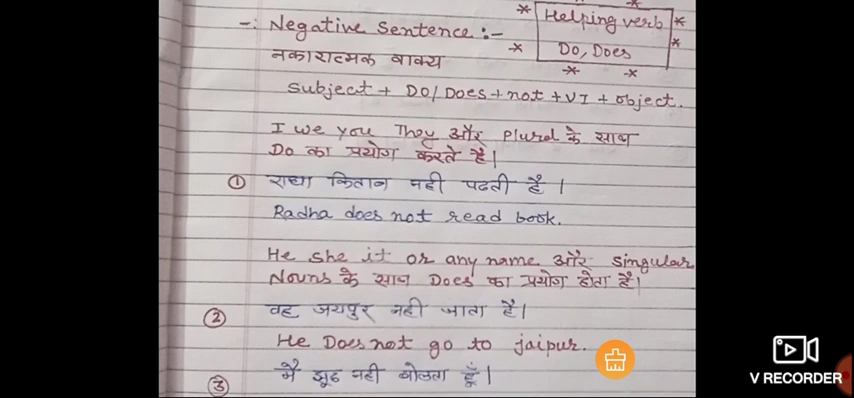 -: Negative Sentence :-
Helping verb
Do, Does
नकारात्मक वाक्य
Subject + DO/Does + not + VI + object.
I we you They और Plural के साथ
Do का प्रयोग करते है।
① राधा किताब नही पढती है।
Radha does not read book.
He she it or any name और singular
Nouns के साथ Does का प्रयोग होता है।
② वह जयपुर नही जाता है।
He Does not go to jaipur.
③ मै झूठ नही बोलता हूँ।
V RECORDER